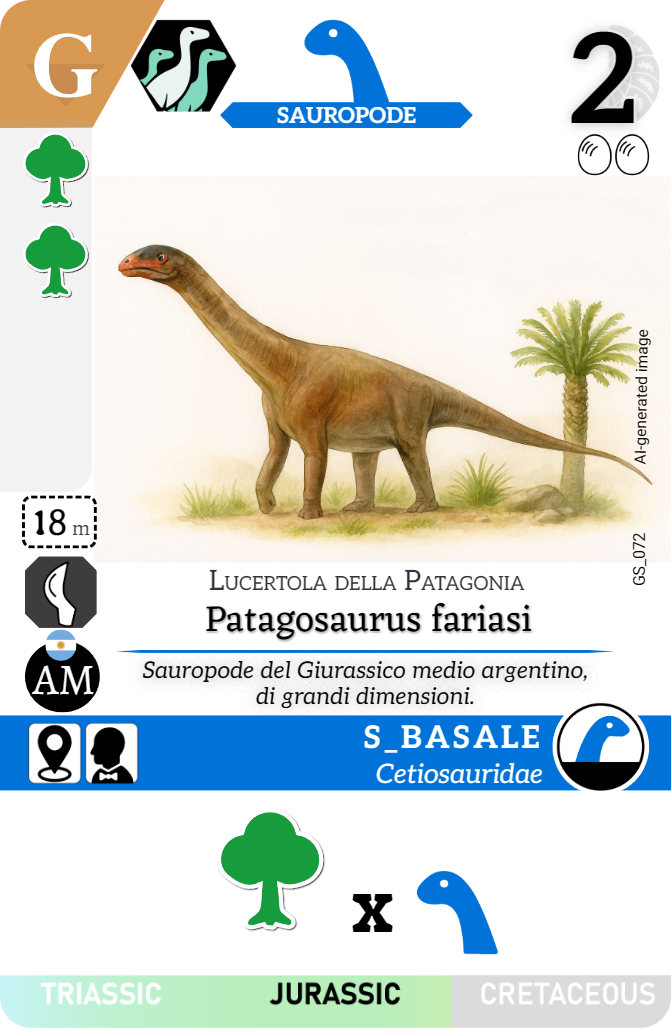 G
SAUROPODE
2
AI-generated image
GS_072
18 m
Lucertola della Patagonia
Patagosaurus fariasi
AM
Sauropode del Giurassico medio argentino,
di grandi dimensioni.
S_BASALE
Cetiosauridae
x
TRIASSIC JURASSIC CRETACEOUS